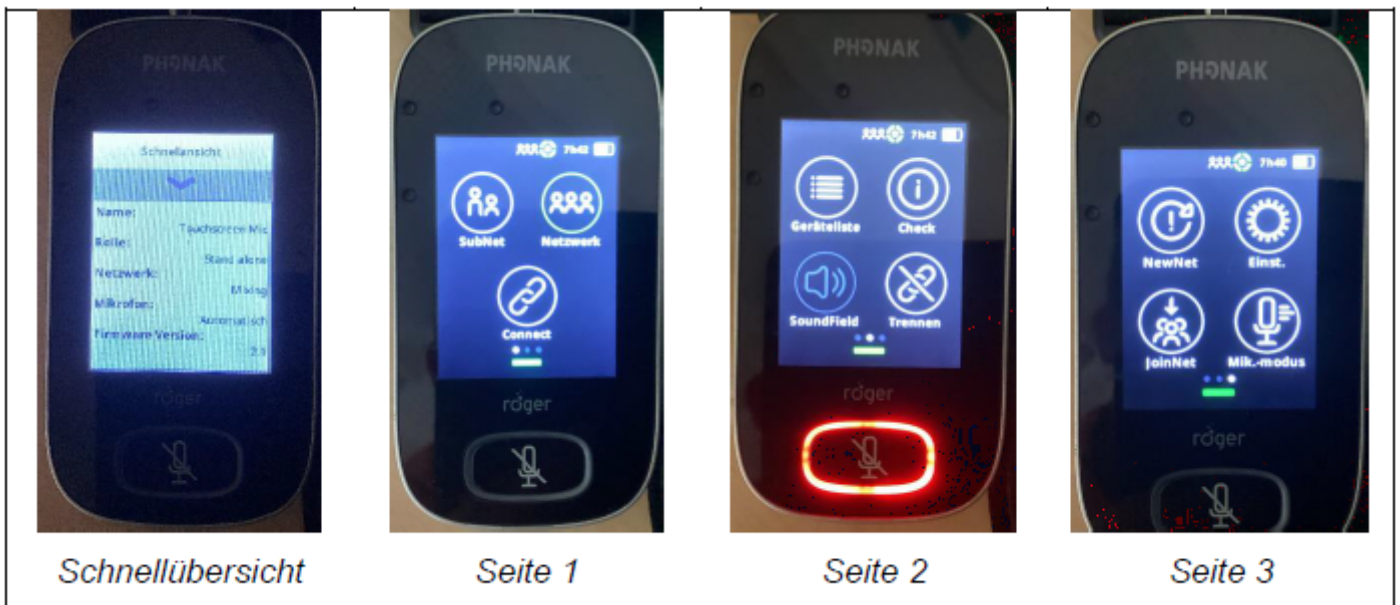 PHONAK
Schnellansicht
Name:
Touchscreen Mic
Rolle:
Stand alone
Netzwerk:
Mixing
Mikrofon:
Automatisch
Firmware Version:
2.1
roger
Schnellübersicht
PHONAK
7h42
SubNet Netzwerk
Connect
roger
Seite 1
PHONAK
7h42
Geräteliste Check
SoundField Trennen
roger
Seite 2
PHONAK
7h40
NewNet Einst.
JoinNet Mik.-modus
roger
Seite 3